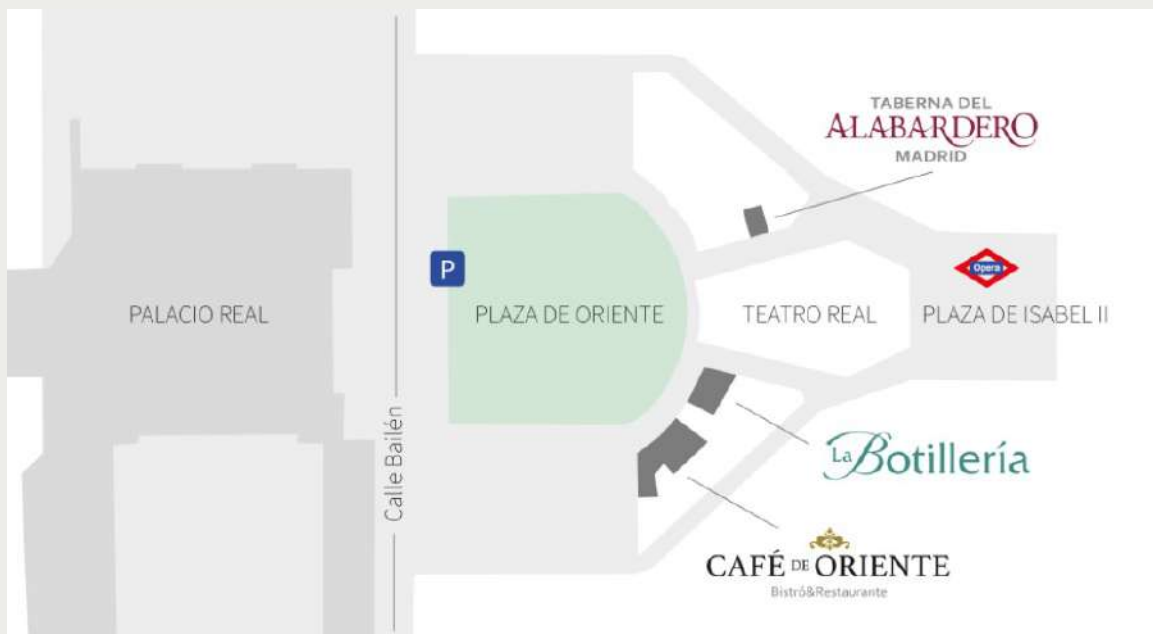 TABERNA DEL
ALABARDERO
MADRID
P
Opera
PALACIO REAL
PLAZA DE ORIENTE
TEATRO REAL
PLAZA DE ISABEL II
Calle Bailén
La Botillería
CAFÉ DE ORIENTE
Bistró&Restaurante